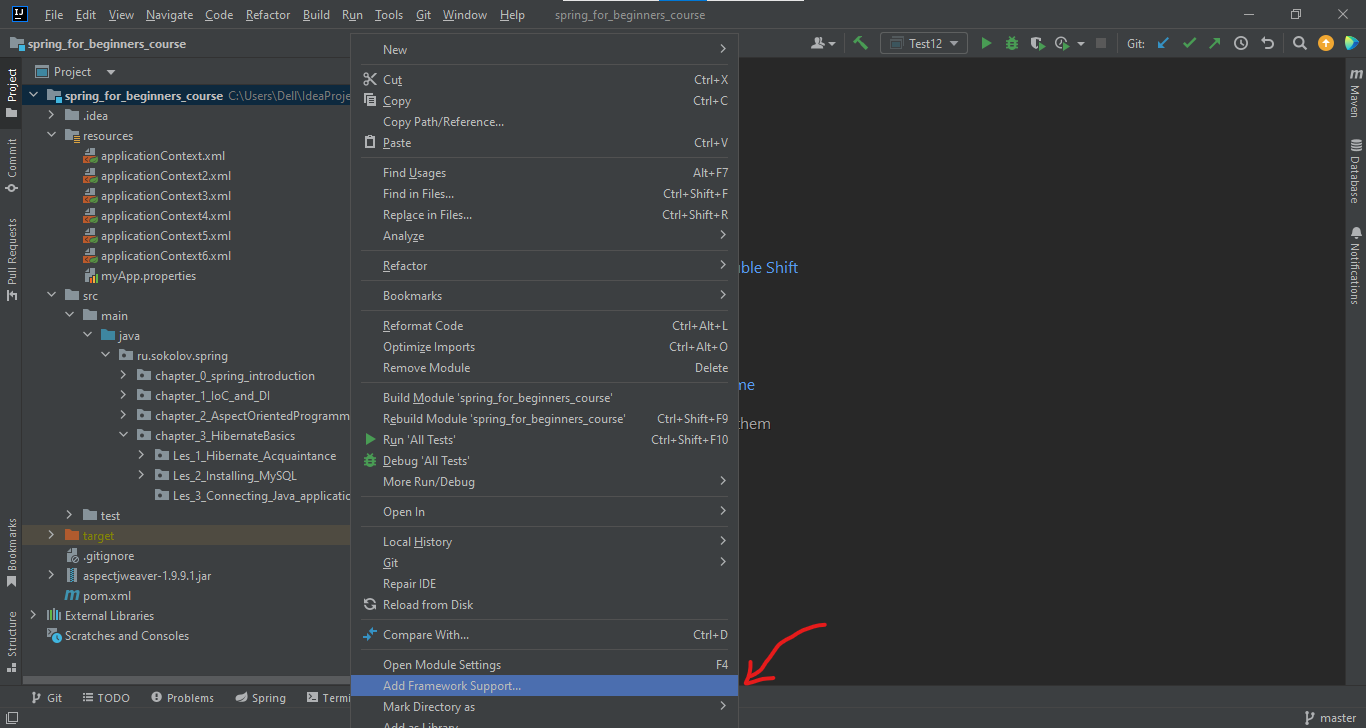 File Edit View Navigate Code Refactor Build Run Tools Git Window Help spring_for_beginners_course
spring_for_beginners_course
Test12
Git:
Project
spring_for_beginners_course C:\Users\Dell\IdeaProje
.idea
resources
applicationContext.xml
applicationContext2.xml
applicationContext3.xml
applicationContext4.xml
applicationContext5.xml
applicationContext6.xml
myApp.properties
src
main
java
ru.sokolov.spring
chapter_0_spring_introduction
chapter_1_IoC_and_DI
chapter_2_AspectOrientedProgramm
chapter_3_HibernateBasics
Les_1_Hibernate_Acquaintance
Les_2_Installing_MySQL
Les_3_Connecting_Java_applicatio
test
target
.gitignore
aspectjweaver-1.9.9.1.jar
pom.xml
External Libraries
Scratches and Consoles
Project
Commit
Pull Requests
Bookmarks
Structure
New
Cut Ctrl+X
Copy Ctrl+C
Copy Path/Reference...
Paste Ctrl+V
Find Usages Alt+F7
Find in Files... Ctrl+Shift+F
Replace in Files... Ctrl+Shift+R
Analyze
Refactor
Bookmarks
Reformat Code Ctrl+Alt+L
Optimize Imports Ctrl+Alt+O
Remove Module Delete
Build Module 'spring_for_beginners_course'
Rebuild Module 'spring_for_beginners_course' Ctrl+Shift+F9
Run 'All Tests' Ctrl+Shift+F10
Debug 'All Tests'
More Run/Debug
Open In
Local History
Git
Repair IDE
Reload from Disk
Compare With... Ctrl+D
Open Module Settings F4
Add Framework Support...
Mark Directory as
Add as Library...
uble Shift
me
them
Maven
Database
Notifications
Git TODO Problems Spring Termi
master